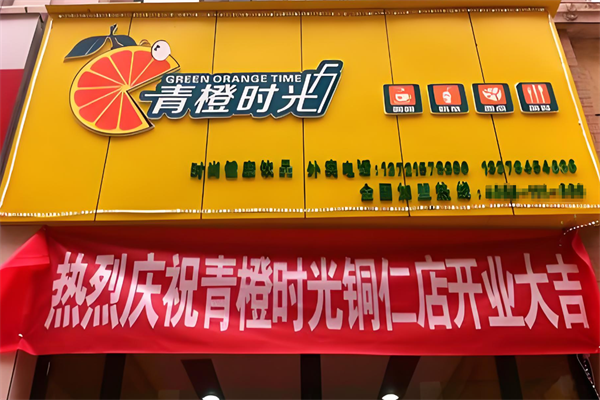 GREEN ORANGE TIME
青橙时光
时尚健康饮品 外卖电话:
全国加盟热线:
热烈庆祝青橙时光铜仁店开业大吉